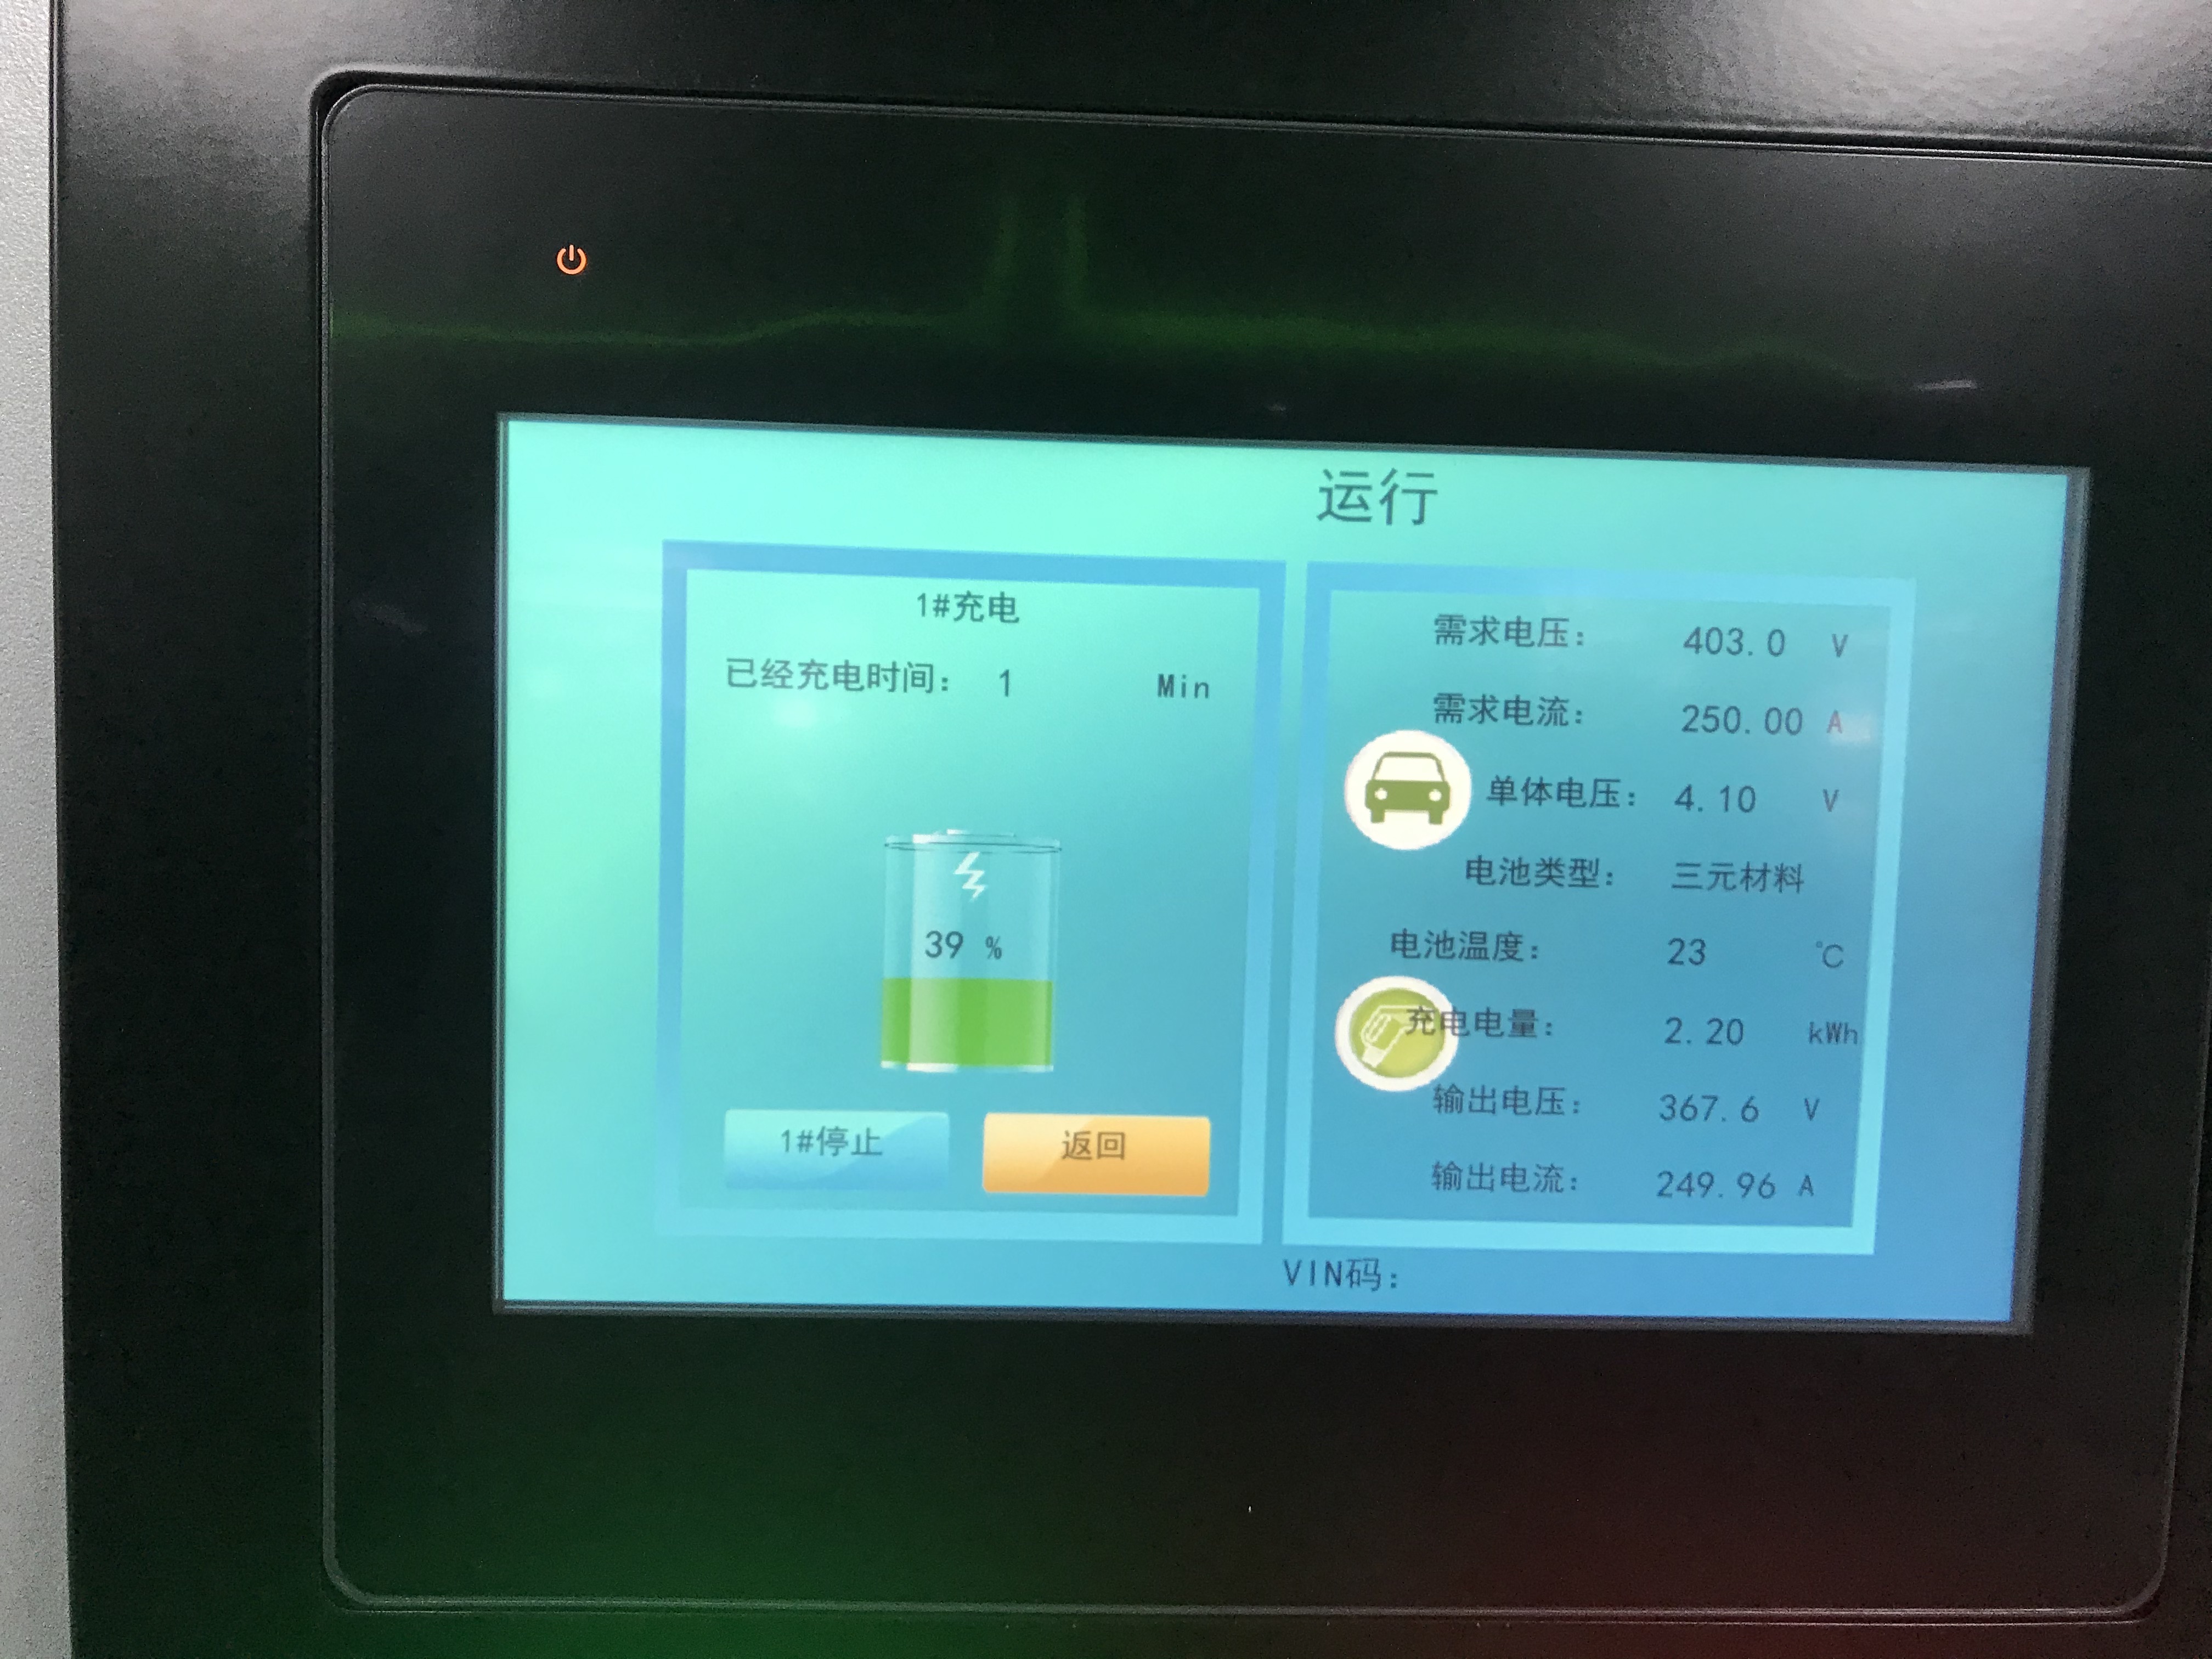 运行
1#充电
已经充电时间： 1 Min
39 %
1#停止
返回
需求电压： 403.0 V
需求电流： 250.00 A
单体电压： 4.10 V
电池类型： 三元材料
电池温度： 23 ℃
充电电量： 2.20 kWh
输出电压： 367.6 V
输出电流： 249.96 A
VIN码：